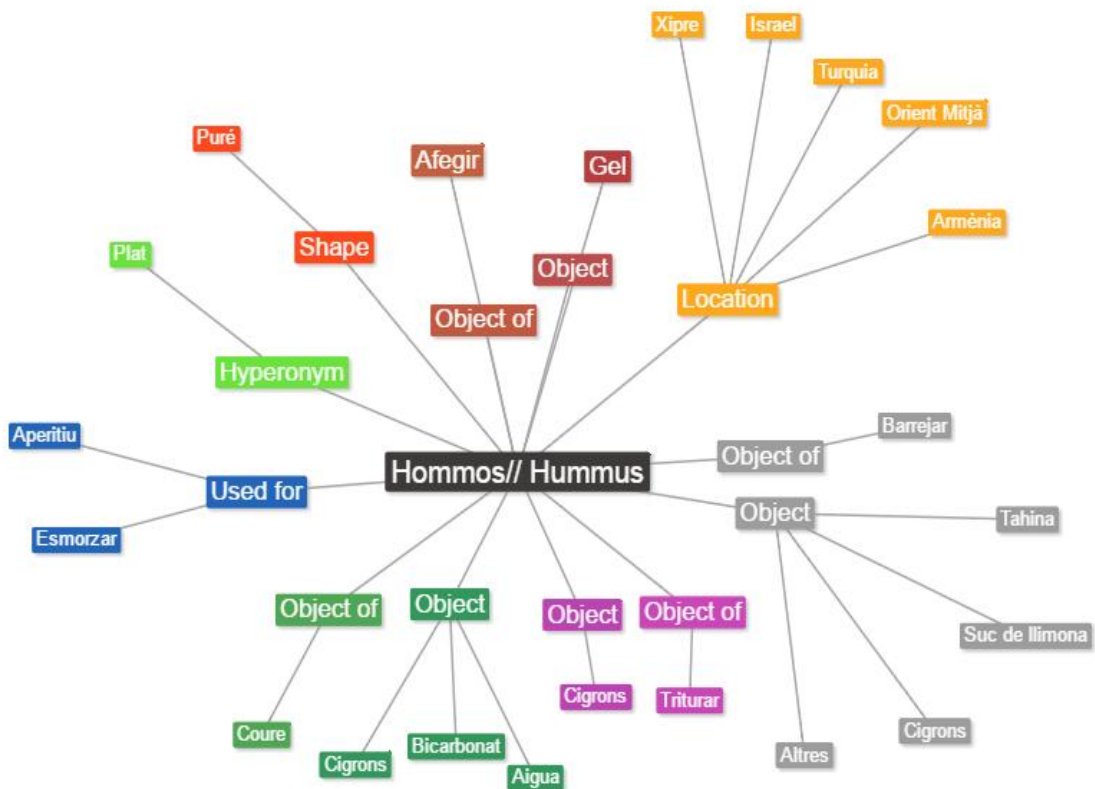 Xipre
Israel
Turquia
Orient Mitjà
Armènia
Location
Puré
Afegir
Gel
Shape
Object
Object of
Plat
Hyperonym
Aperitiu
Used for
Esmorzar
Hommos// Hummus
Object of
Barrejar
Object
Tahina
Suc de llimona
Cigrons
Altres
Object of
Coure
Object
Cigrons
Bicarbonat
Aigua
Object
Cigrons
Object of
Triturar